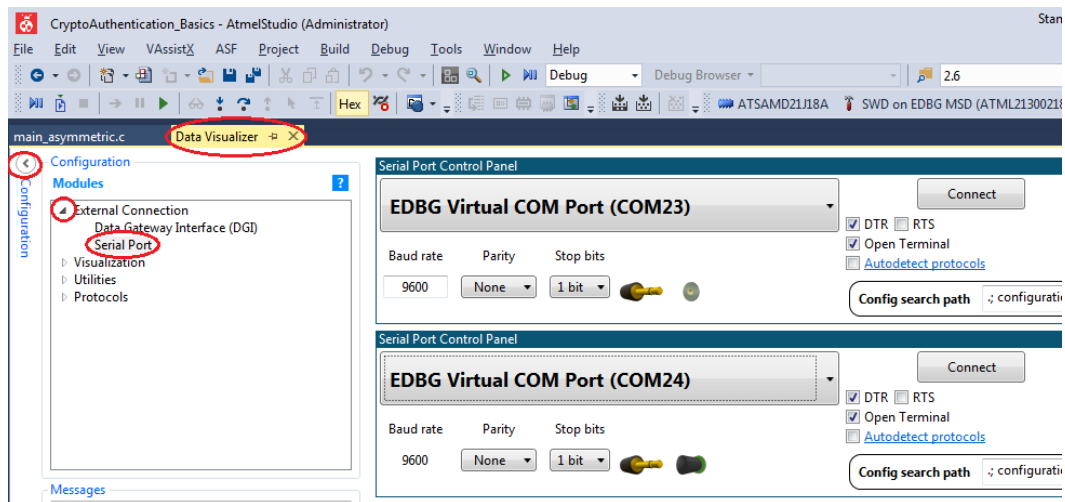 CryptoAuthentication_Basics - AtmelStudio (Administrator)
Stan
File Edit View VAssistX ASF Project Build Debug Tools Window Help
Debug Debug Browser 2.6
Hex ATSAMD21J18A SWD on EDBG MSD (ATML21300218
main_asymmetric.c Data Visualizer
Configuration
Configuration
Modules ?
External Connection
Data Gateway Interface (DGI)
Serial Port
Visualization
Utilities
Protocols
Messages
Serial Port Control Panel
EDBG Virtual COM Port (COM23)
Connect
DTR RTS
Open Terminal
Autodetect protocols
Baud rate Parity Stop bits
9600 None 1 bit
Config search path .; configurati
Serial Port Control Panel
EDBG Virtual COM Port (COM24)
Connect
DTR RTS
Open Terminal
Autodetect protocols
Baud rate Parity Stop bits
9600 None 1 bit
Config search path .; configurati